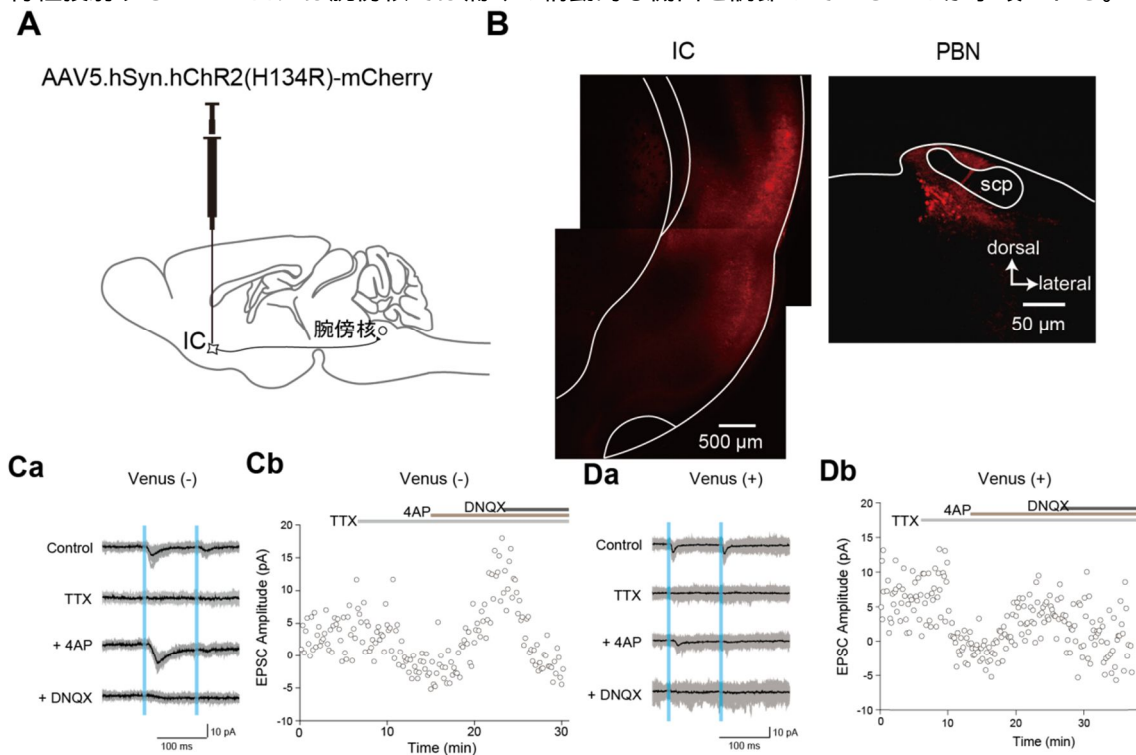 A
AAV5.hSyn.hChR2(H134R)-mCherry
IC
腕傍核
B
IC
PBN
scp
dorsal
lateral
50 µm
500 µm
Ca
Venus (-)
Control
TTX
+ 4AP
+ DNQX
10 pA
100 ms
Cb
Venus (-)
DNQX
4AP
TTX
EPSC Amplitude (pA)
20
15
10
5
0
-5
-10
0
10
20
30
Time (min)
Da
Venus (+)
Control
TTX
+ 4AP
+ DNQX
10 pA
100 ms
Db
Venus (+)
DNQX
4AP
TTX
EPSC Amplitude (pA)
20
15
10
5
0
-5
-10
0
10
20
30
Time (min)